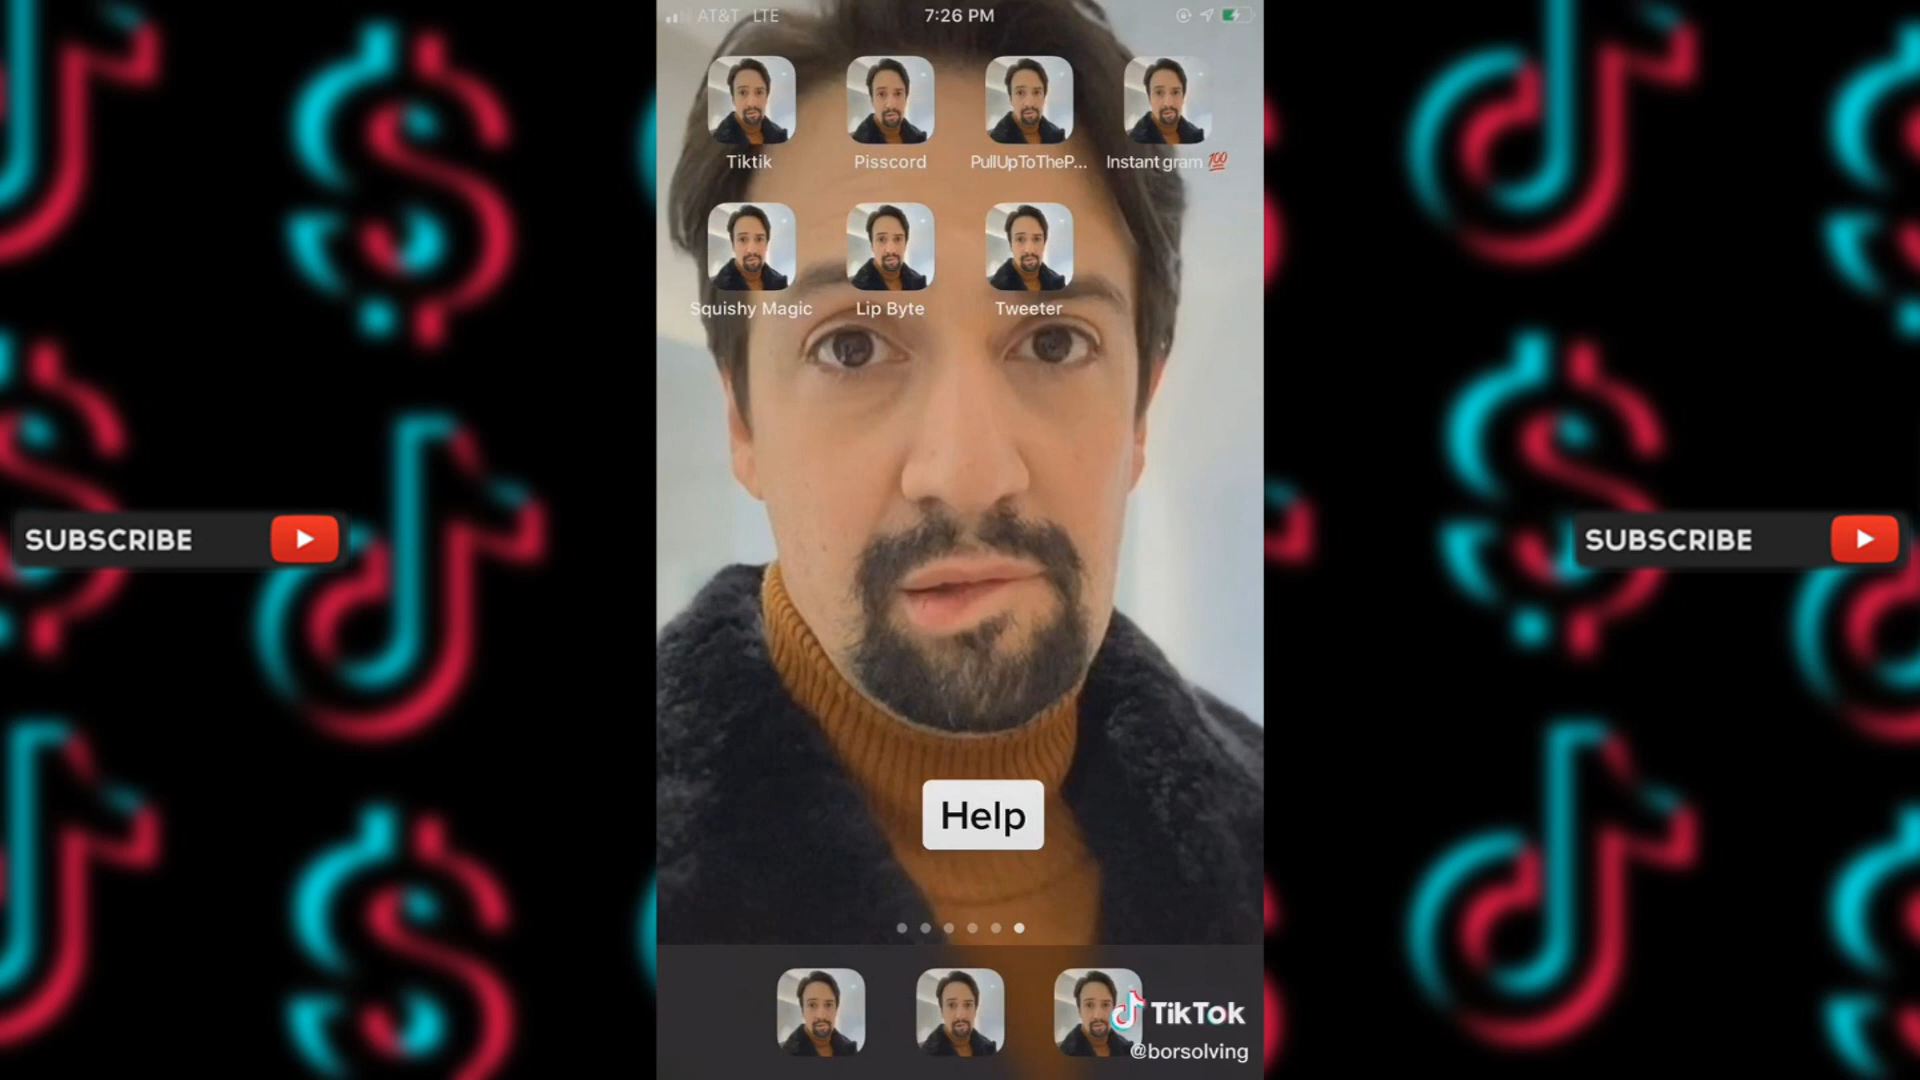 AT&T LTE 7:26 PM
Tiktik Pisscord PullUpToTheP... Instant gram 💯
Squishy Magic Lip Byte Tweeter
SUBSCRIBE
SUBSCRIBE
Help
TikTok
@borsolving